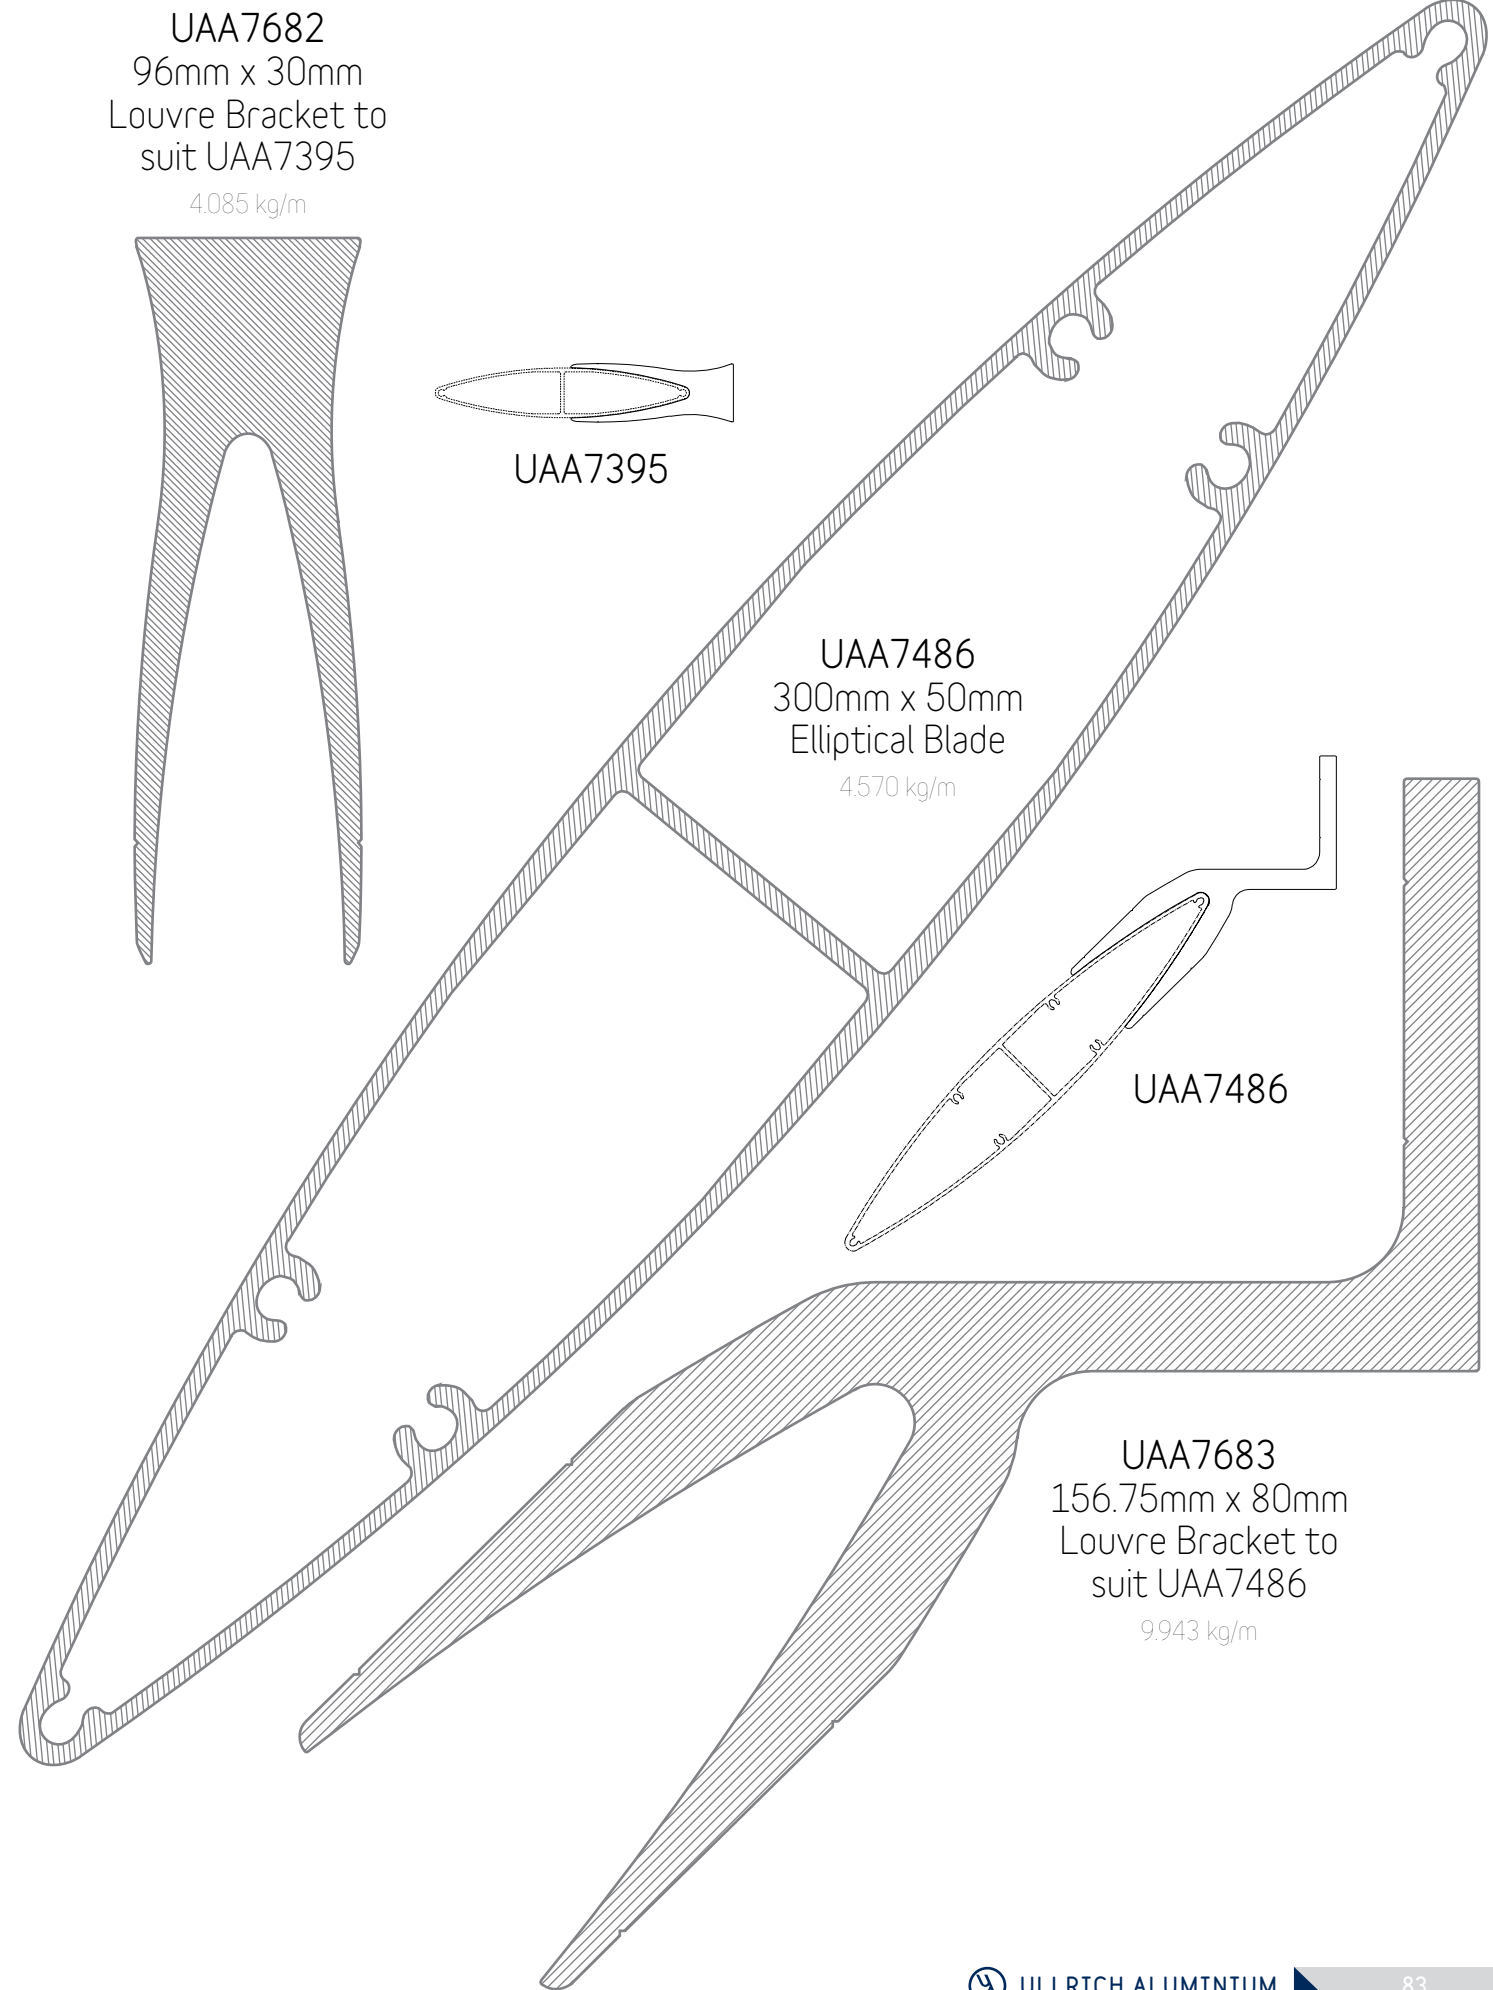 UAA7682
96mm x 30mm
Louvre Bracket to
suit UAA7395
4.085 kg/m
UAA7395
UAA7486
300mm x 50mm
Elliptical Blade
4.570 kg/m
UAA7486
UAA7683
156.75mm x 80mm
Louvre Bracket to
suit UAA7486
9.943 kg/m
ULLRICH ALUMINIUM
83